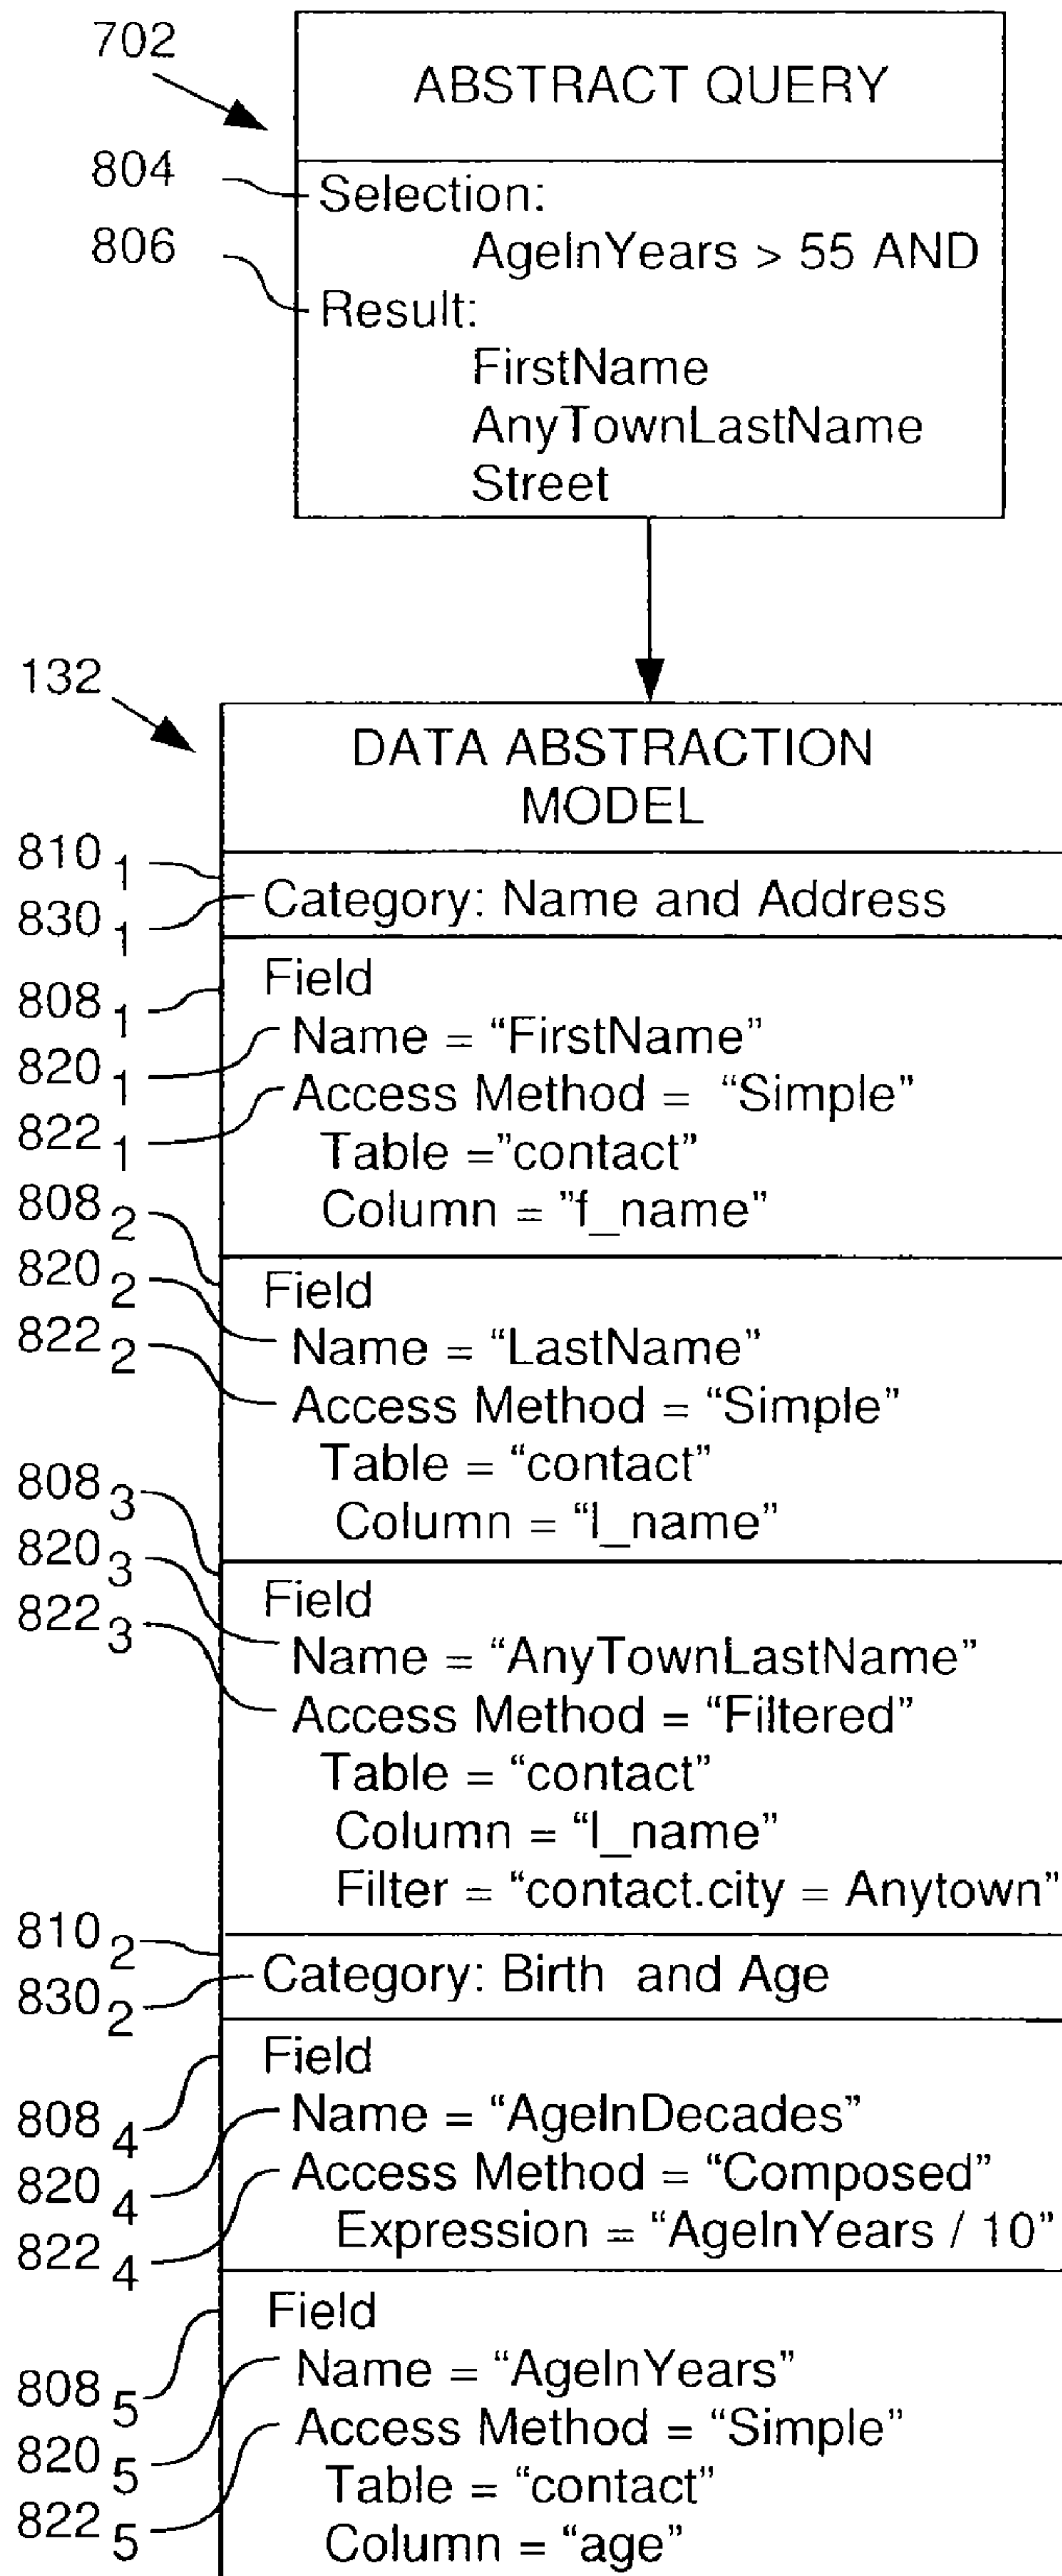 702
ABSTRACT QUERY
804
Selection:
AgeInYears > 55 AND
806
Result:
FirstName
AnyTownLastName
Street
132
DATA ABSTRACTION
MODEL
810 1
830 1
Category: Name and Address
808 1
Field
820 1
Name = “FirstName”
822 1
Access Method = “Simple”
Table =”contact”
Column = ”f_name”
808 2
Field
820 2
Name = “LastName”
822 2
Access Method = “Simple”
Table = “contact”
Column = “l_name”
808 3
Field
820 3
Name = “AnyTownLastName”
822 3
Access Method = “Filtered”
Table = “contact”
Column = “l_name”
Filter = “contact.city = Anytown”
810 2
830 2
Category: Birth and Age
808 4
Field
820 4
Name = “AgeInDecades”
822 4
Access Method = “Composed”
Expression = “AgeInYears / 10”
808 5
Field
820 5
Name = “AgeInYears”
822 5
Access Method = “Simple”
Table = “contact”
Column = “age”